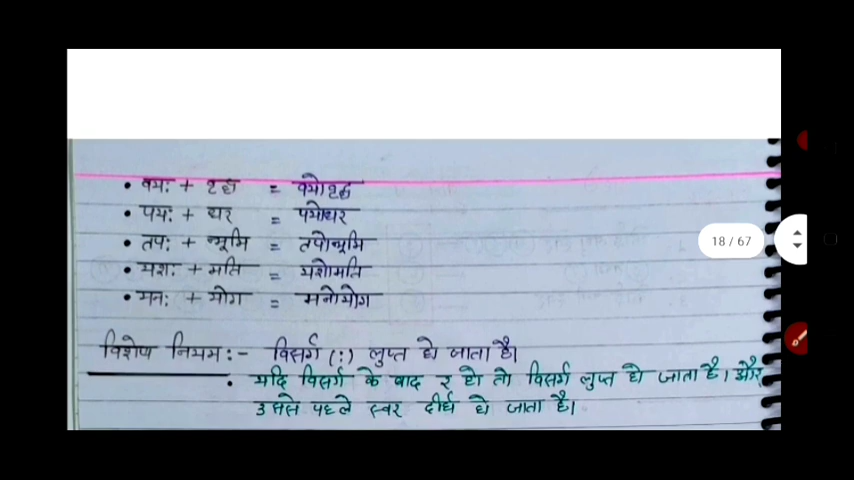 • वयः + वृद्ध = वयोवृद्ध
• पयः + धर = पयोधर
• तपः + भूमि = तपोभूमि
• यशः + मति = यशोमति
• मनः + योग = मनोयोग
18 / 67
विशेष नियम :- विसर्ग (:) लुप्त हो जाता है।
• यदि विसर्ग के बाद र हो तो विसर्ग लुप्त हो जाता है। और
उससे पहले स्वर दीर्घ हो जाता है।